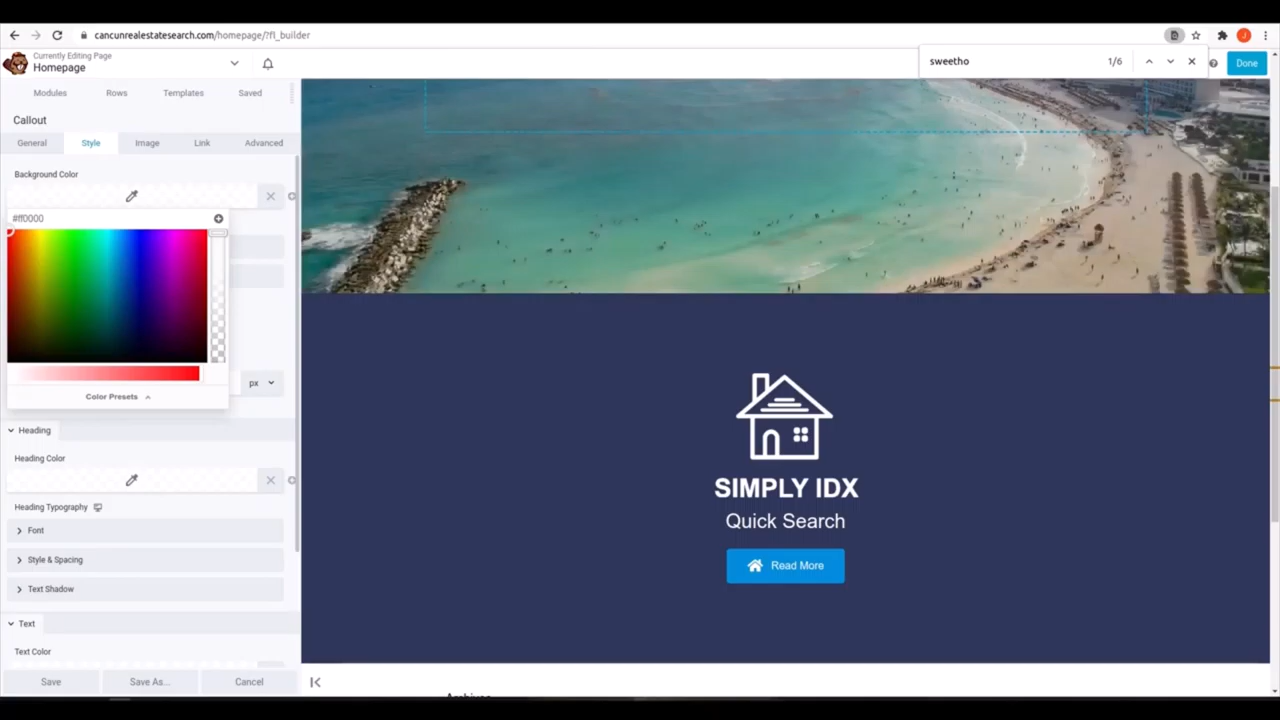 cancunrealestatesearch.com/homepage/?fl_builder
J
Currently Editing Page
Homepage
sweetho
1/6
Done
Modules
Rows
Templates
Saved
Callout
General
Style
Image
Link
Advanced
Background Color
#ff0000
px
Color Presets
Heading
Heading Color
Heading Typography
Font
Style & Spacing
Text Shadow
Text
Text Color
Save
Save As...
Cancel
SIMPLY IDX
Quick Search
Read More
Archives